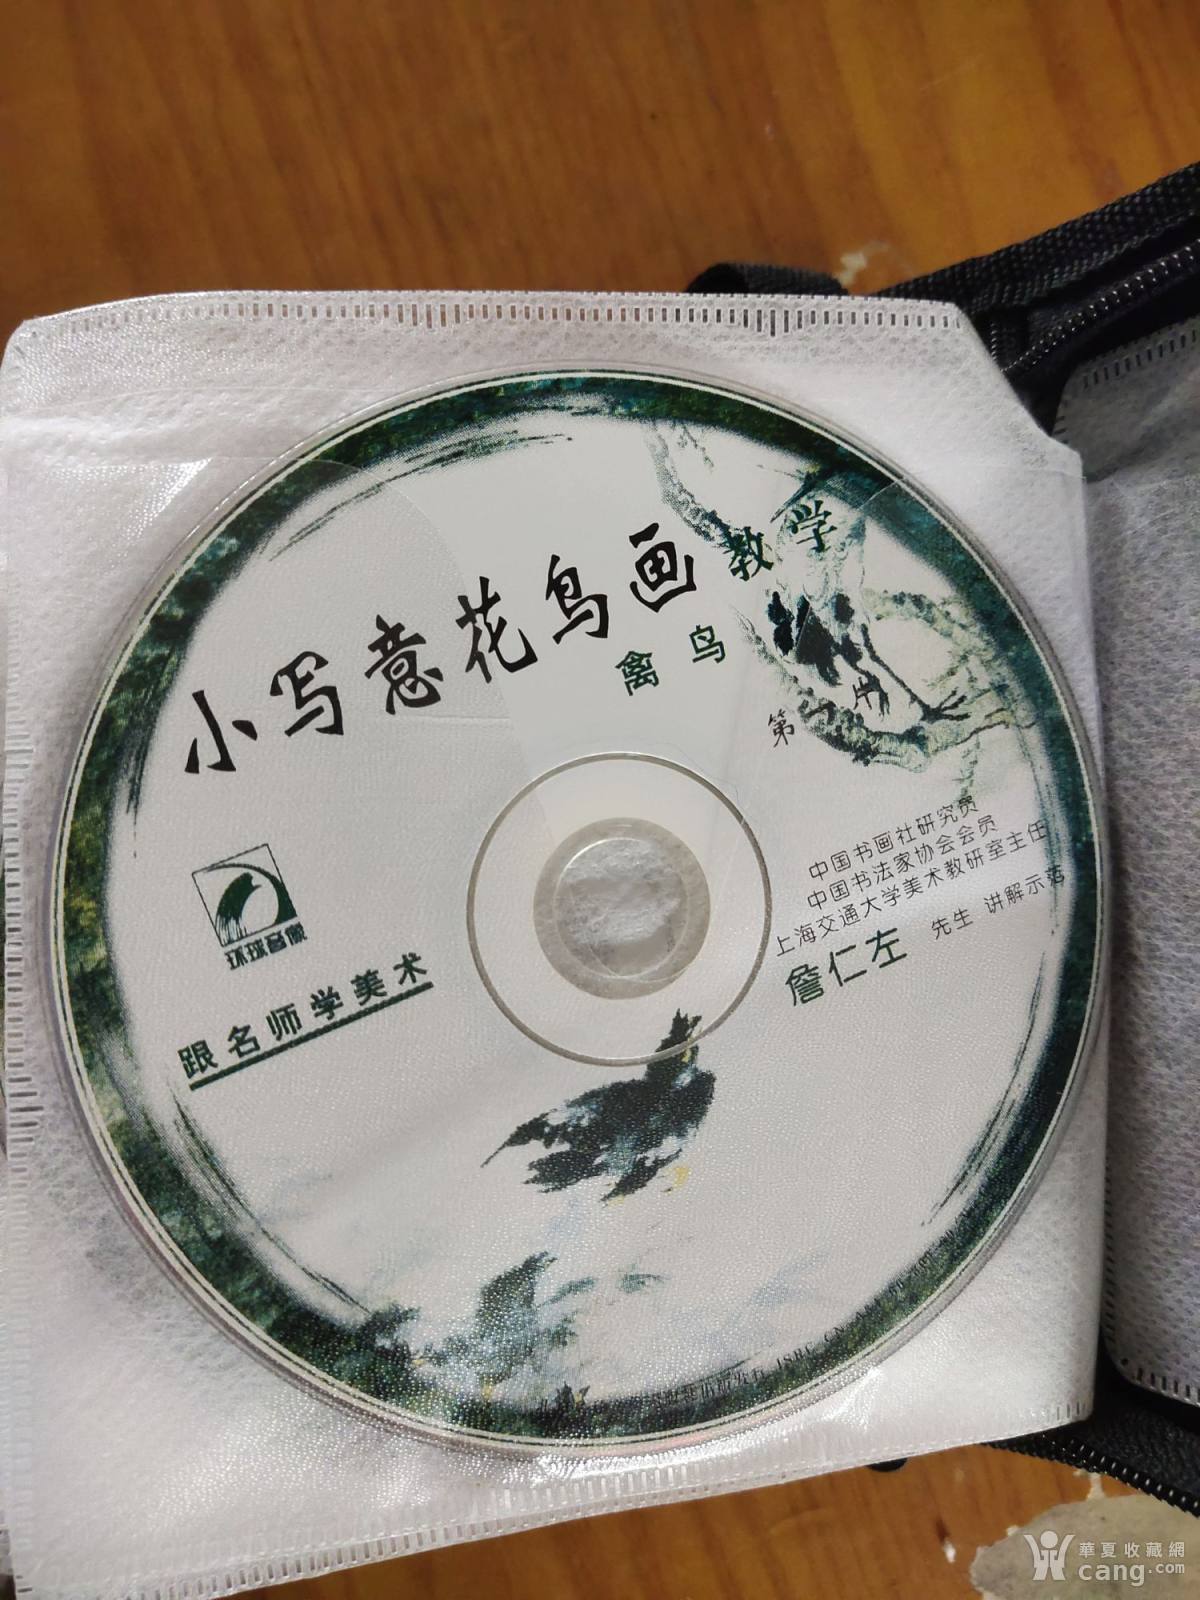 小写意花鸟画教学
禽鸟
第一片
环球音像
跟名师学美术
中国书画社研究员
中国书法家协会会员
上海交通大学美术教研室主任
詹仁左 先生 讲解示范
華夏收藏網
cang.com